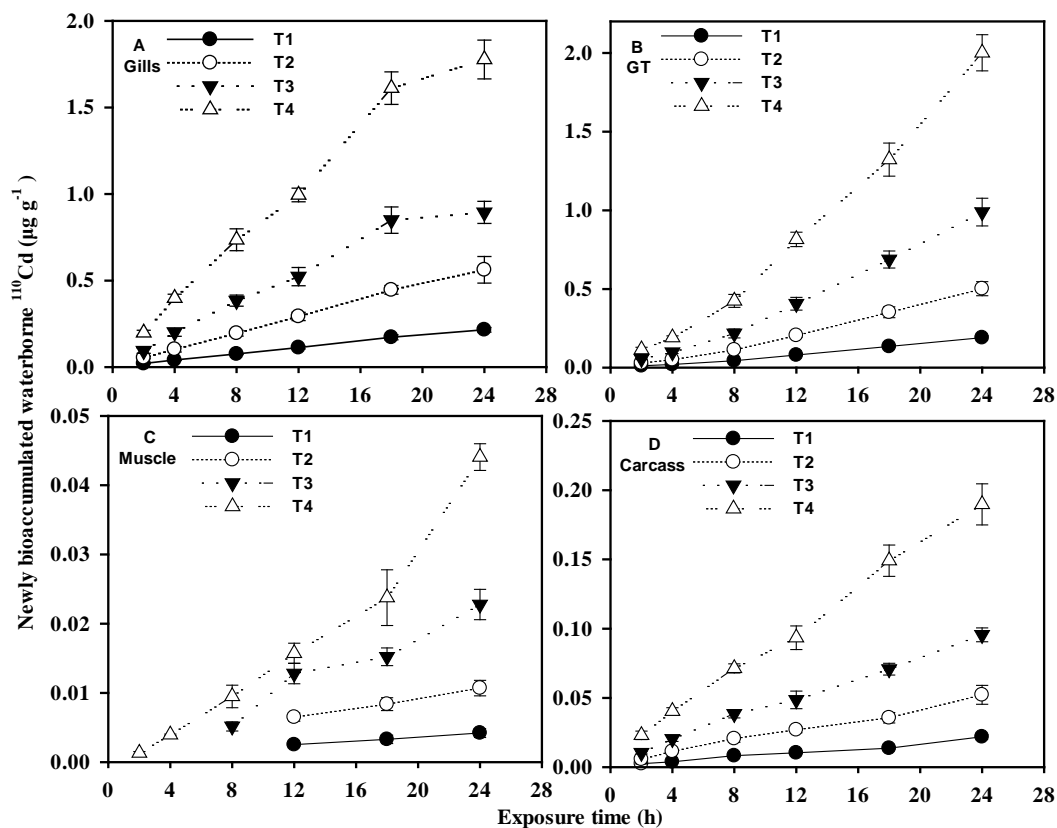 Newly bioaccumulated waterborne ¹¹⁰Cd (µg g⁻¹)
A
Gills
T1
T2
T3
T4
2.0
1.5
1.0
0.5
0.0
0 4 8 12 16 20 24 28
B
GT
T1
T2
T3
T4
2.0
1.5
1.0
0.5
0.0
0 4 8 12 16 20 24 28
C
Muscle
T1
T2
T3
T4
0.05
0.04
0.03
0.02
0.01
0.00
0 4 8 12 16 20 24 28
D
Carcass
T1
T2
T3
T4
0.25
0.20
0.15
0.10
0.05
0.00
0 4 8 12 16 20 24 28
Exposure time (h)